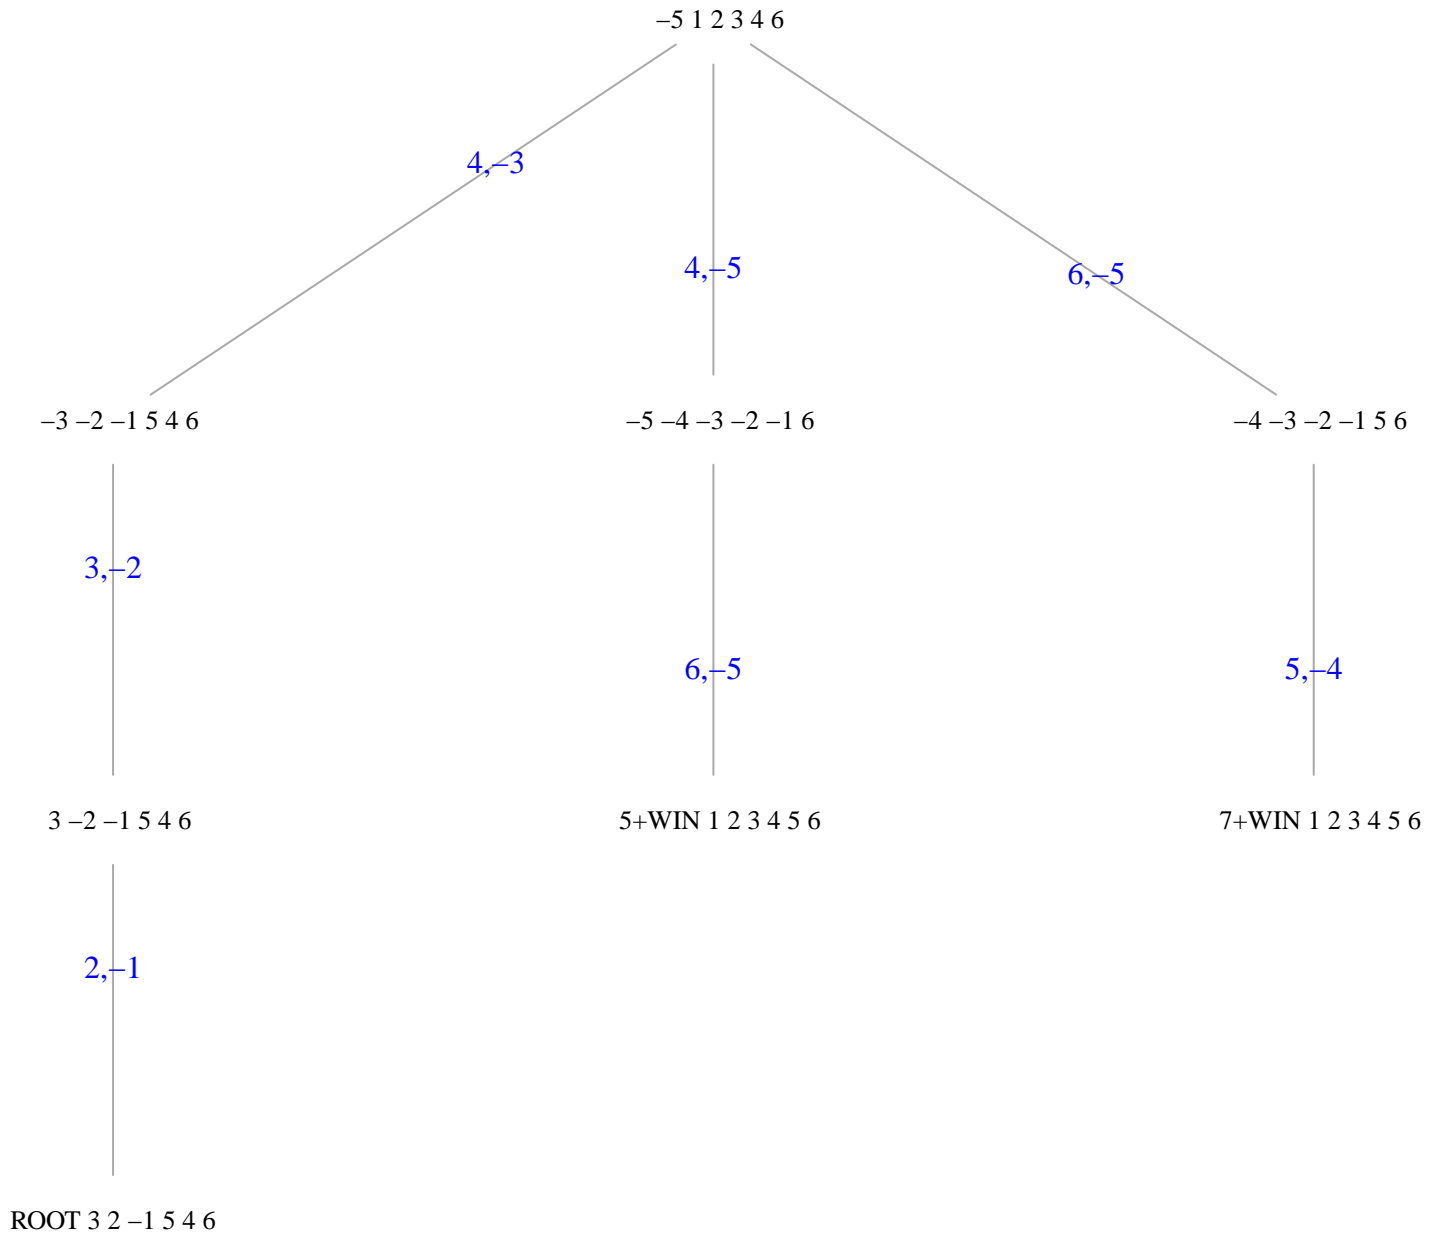 –5 1 2 3 4 6
4,–3
4,–5
6,–5
–3 –2 –1 5 4 6
–5 –4 –3 –2 –1 6
–4 –3 –2 –1 5 6
3,–2
6,–5
5,–4
3 –2 –1 5 4 6
5+WIN 1 2 3 4 5 6
7+WIN 1 2 3 4 5 6
2,–1
ROOT 3 2 –1 5 4 6